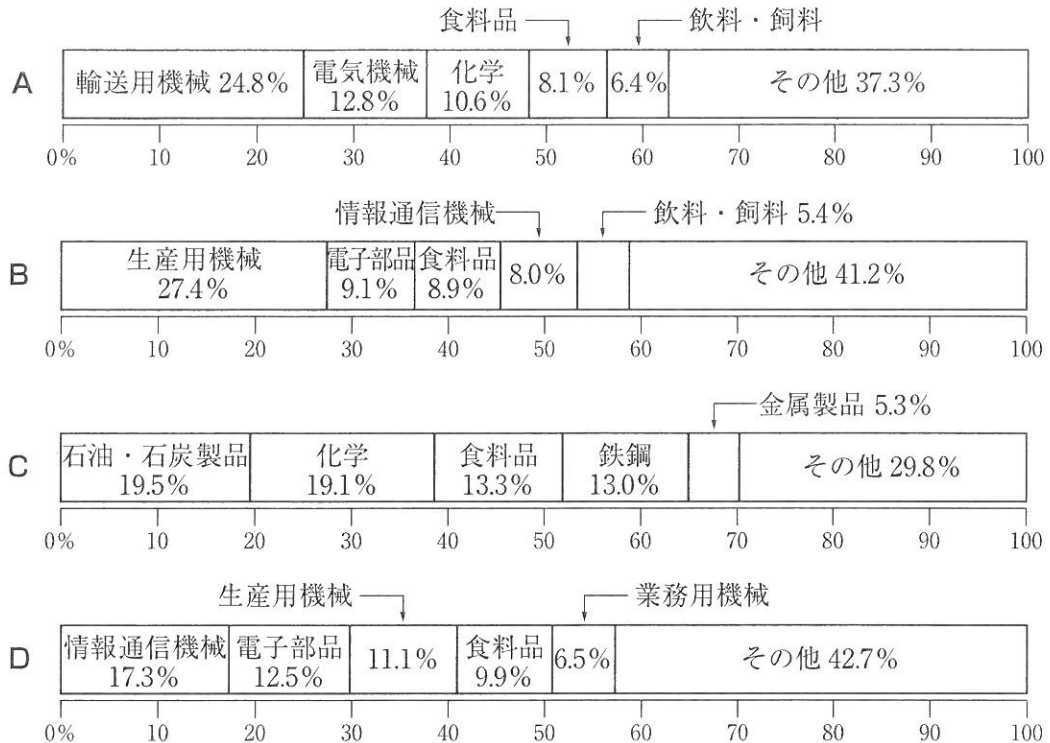 食料品 飲料・飼料
A 輸送用機械 24.8% 電気機械 12.8% 化学 10.6% 8.1% 6.4% その他 37.3%
0% 10 20 30 40 50 60 70 80 90 100
情報通信機械 飲料・飼料 5.4%
B 生産用機械 27.4% 電子部品 9.1% 食料品 8.9% 8.0% その他 41.2%
0% 10 20 30 40 50 60 70 80 90 100
金属製品 5.3%
C 石油・石炭製品 19.5% 化学 19.1% 食料品 13.3% 鉄鋼 13.0% その他 29.8%
0% 10 20 30 40 50 60 70 80 90 100
生産用機械 業務用機械
D 情報通信機械 17.3% 電子部品 12.5% 11.1% 食料品 9.9% 6.5% その他 42.7%
0% 10 20 30 40 50 60 70 80 90 100